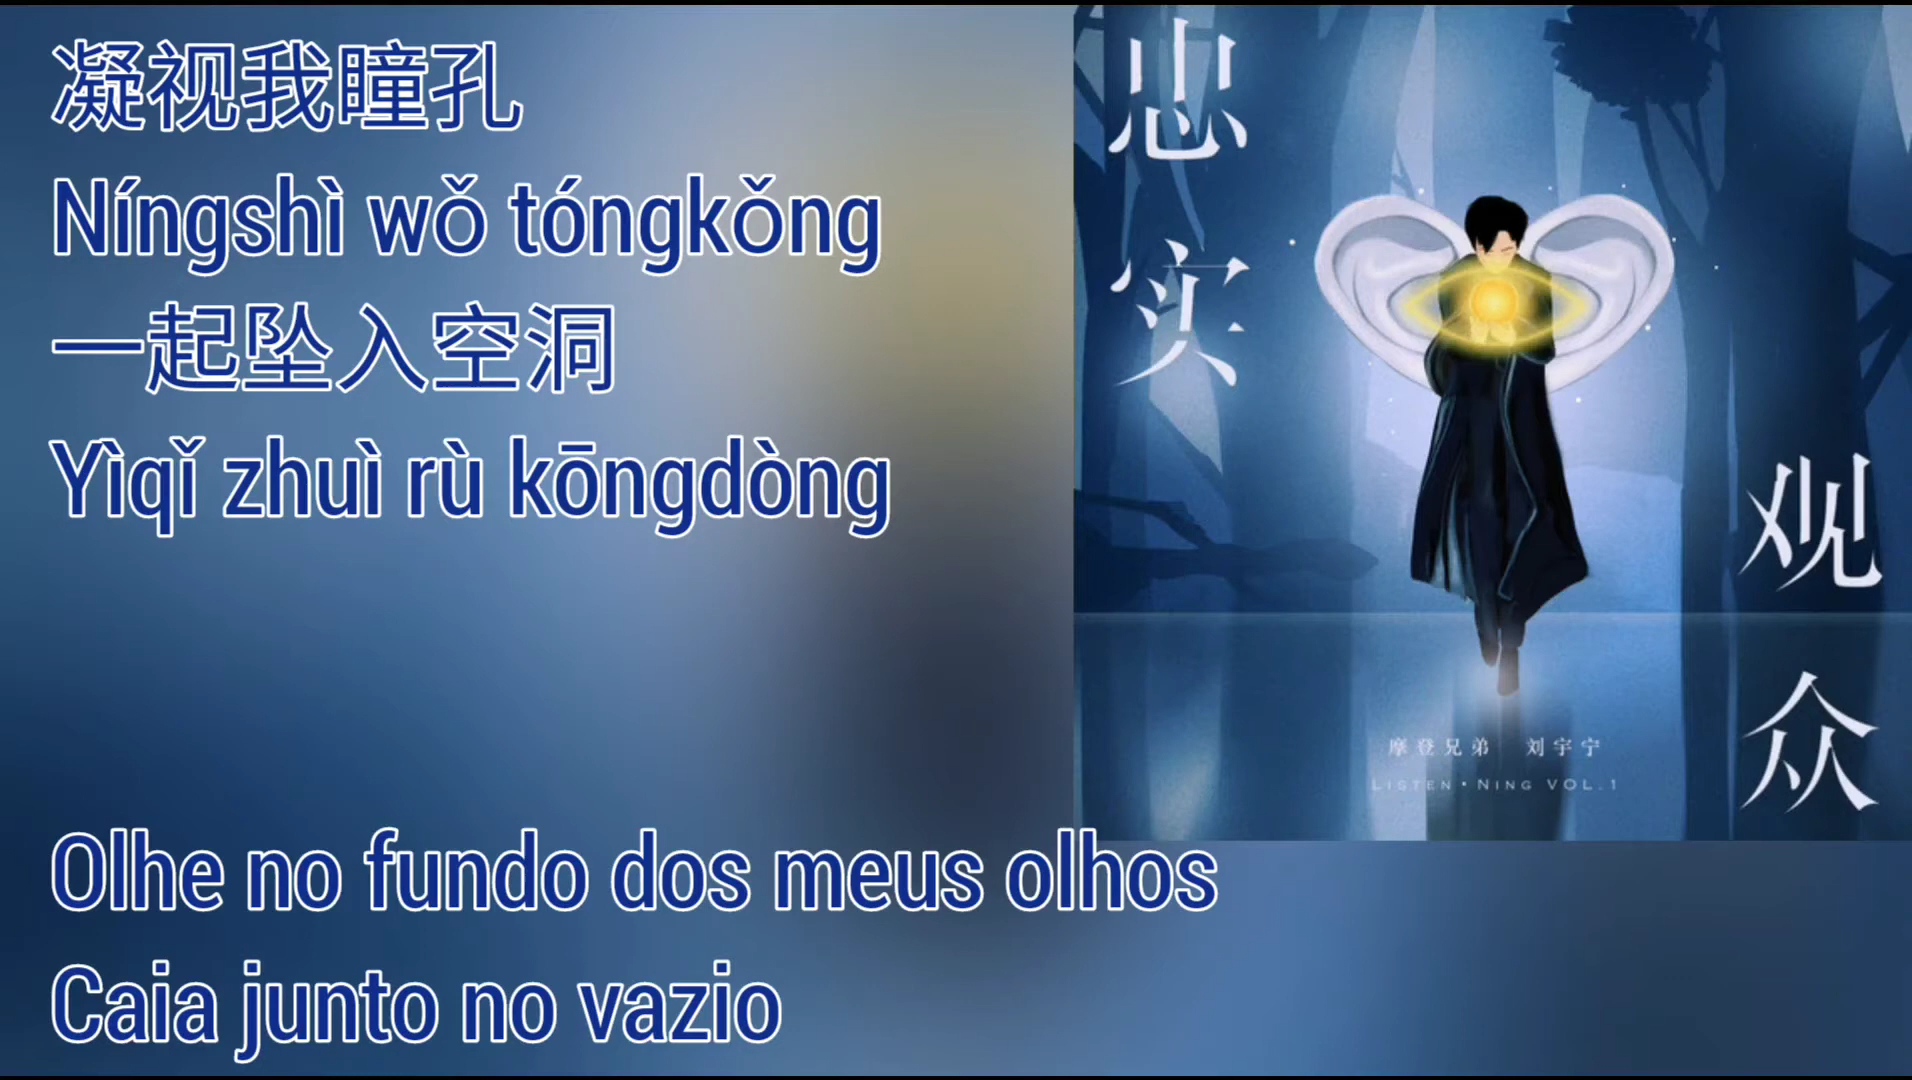 凝视我瞳孔
Níngshì wǒ tóngkǒng
一起坠入空洞
Yìqǐ zhuì rù kōngdòng
Olhe no fundo dos meus olhos
Caia junto no vazio
忠实
观众
摩登兄弟 刘宇宁
LISTEN•NING VOL.1